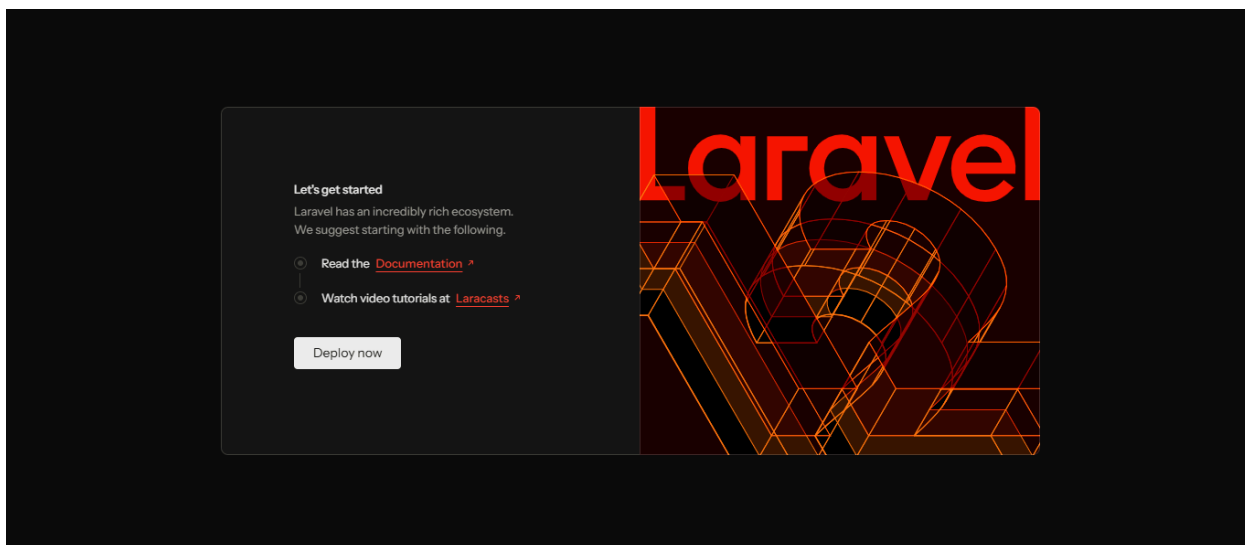 Laravel
Let's get started
Laravel has an incredibly rich ecosystem.
We suggest starting with the following.
Read the Documentation
Watch video tutorials at Laracasts
Deploy now